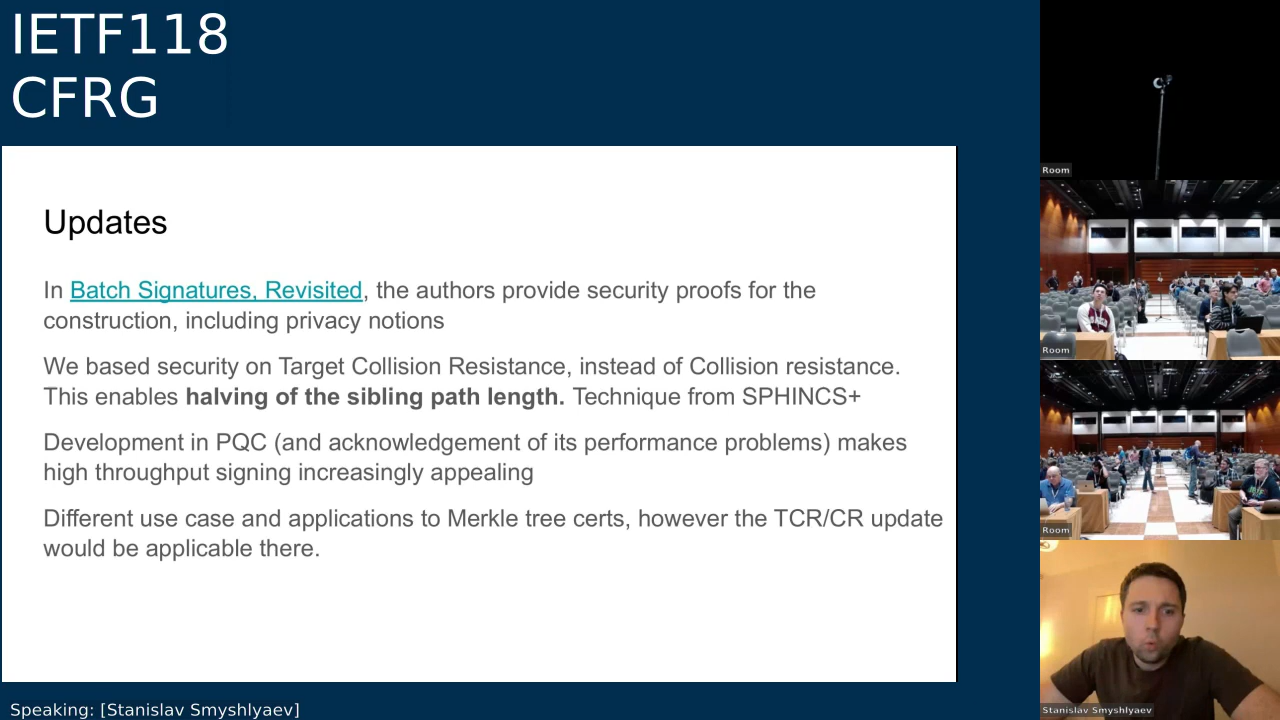 IETF118
CFRG
Updates
In Batch Signatures, Revisited, the authors provide security proofs for the
construction, including privacy notions
We based security on Target Collision Resistance, instead of Collision resistance.
This enables halving of the sibling path length. Technique from SPHINCS+
Development in PQC (and acknowledgement of its performance problems) makes
high throughput signing increasingly appealing
Different use case and applications to Merkle tree certs, however the TCR/CR update
would be applicable there.
Room
Room
Room
Stanislav Smyshlyaev
Speaking: [Stanislav Smyshlyaev]